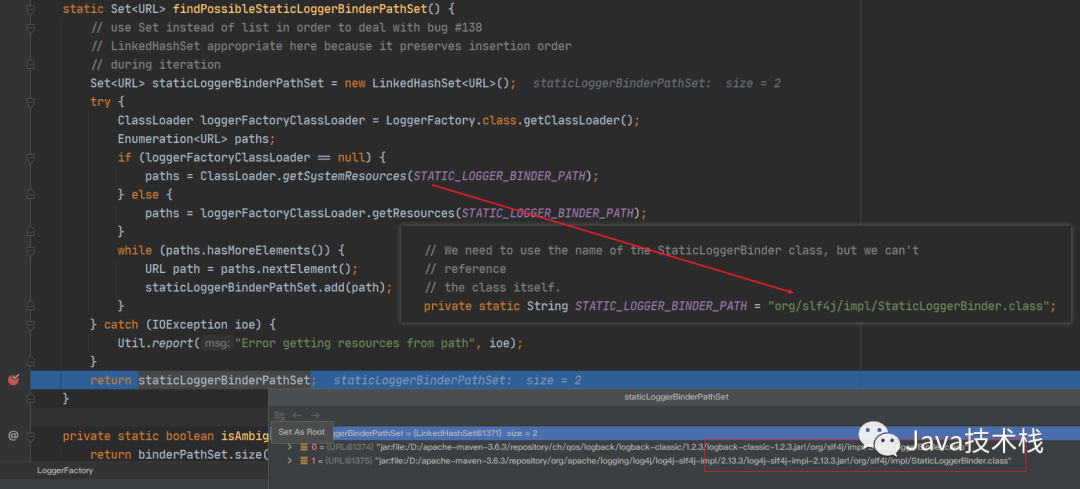 static Set<URL> findPossibleStaticLoggerBinderPathSet() {
// use Set instead of list in order to deal with bug #138
// LinkedHashSet appropriate here because it preserves insertion order
// during iteration
Set<URL> staticLoggerBinderPathSet = new LinkedHashSet<URL>();  staticLoggerBinderPathSet:  size = 2
try {
ClassLoader loggerFactoryClassLoader = LoggerFactory.class.getClassLoader();
Enumeration<URL> paths;
if (loggerFactoryClassLoader == null) {
paths = ClassLoader.getSystemResources(STATIC_LOGGER_BINDER_PATH);
} else {
paths = loggerFactoryClassLoader.getResources(STATIC_LOGGER_BINDER_PATH);
}
while (paths.hasMoreElements()) {
URL path = paths.nextElement();
staticLoggerBinderPathSet.add(path);
}
// We need to use the name of the StaticLoggerBinder class, but we can't
// reference
// the class itself.
private static String STATIC_LOGGER_BINDER_PATH = "org/slf4j/impl/StaticLoggerBinder.class";
} catch (IOException ioe) {
Util.report( msg: "Error getting resources from path", ioe);
}
return staticLoggerBinderPathSet;  staticLoggerBinderPathSet:  size = 2
}
staticLoggerBinderPathSet
Set As Root
ggerBinderPathSet = {LinkedHashSet@1371}  size = 2
0 = {URL@1374} "jar:file:/D:/apache-maven-3.6.3/repository/ch/qos/logback/logback-classic/1.2.3/logback-classic-1.2.3.jar!/org/slf4j/im
1 = {URL@1375} "jar:file:/D:/apache-maven-3.6.3/repository/org/apache/logging/log4j/log4j-slf4j-impl/2.13.3/log4j-slf4j-impl-2.13.3.jar!/org/slf4j/impl/StaticLoggerBinder.class"
@
private static boolean isAmbig
return binderPathSet.size(
LoggerFactory
Java技术栈